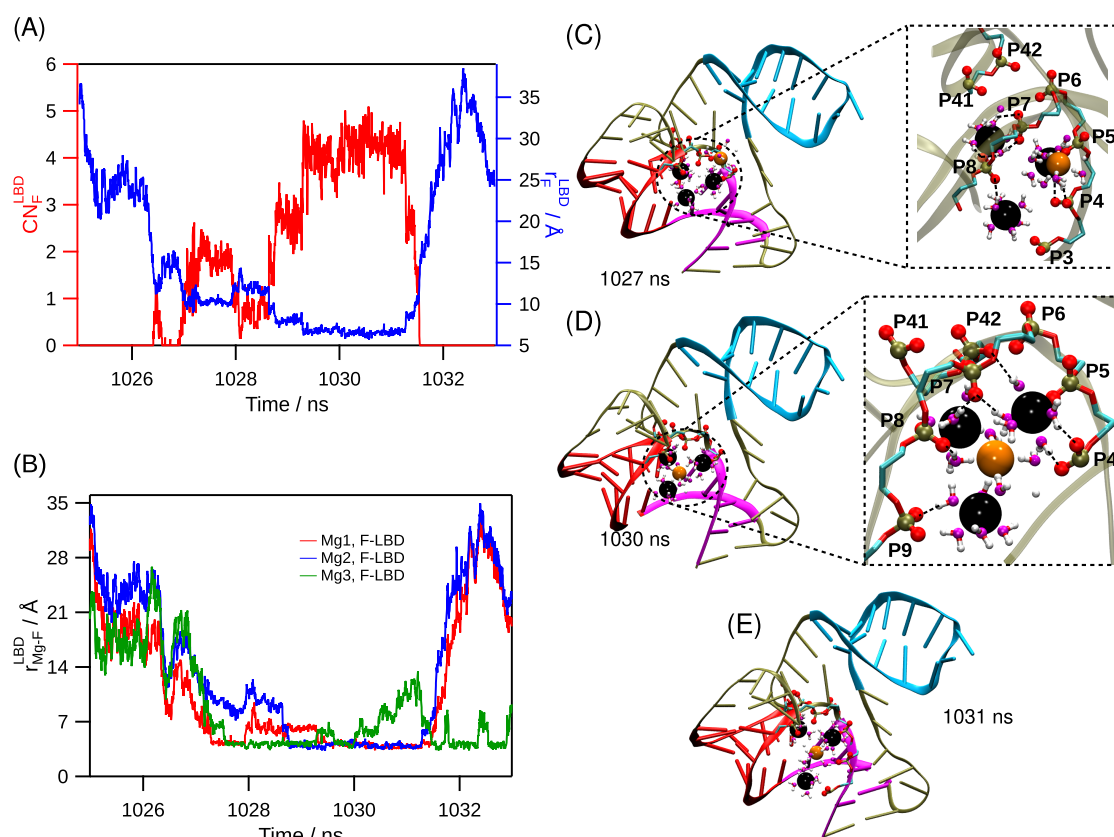 (A)
6
5
4
3
2
1
0
CN_F^LBD
35
30
25
20
15
10
5
r_F^LBD / Å
1026
1028
1030
1032
Time / ns
(B)
35
28
21
14
7
0
r_Mg-F^LBD / Å
Mg1, F-LBD
Mg2, F-LBD
Mg3, F-LBD
1026
1028
1030
1032
Time / ns
(C)
1027 ns
P42
P41
P6
P7
P5
P8
P4
P3
(D)
1030 ns
P41
P42
P6
P7
P5
P8
P4
P9
(E)
1031 ns